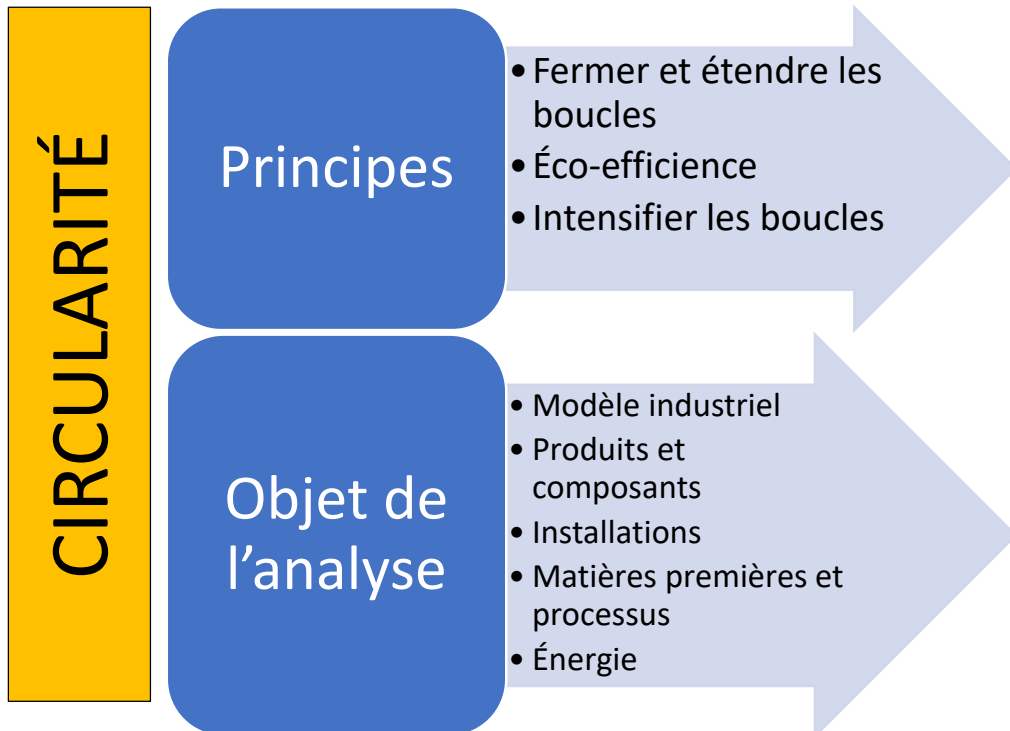 CIRCULARITÉ
Principes
• Fermer et étendre les
boucles
• Éco-efficience
• Intensifier les boucles
Objet de
l’analyse
• Modèle industriel
• Produits et
composants
• Installations
• Matières premières et
processus
• Énergie